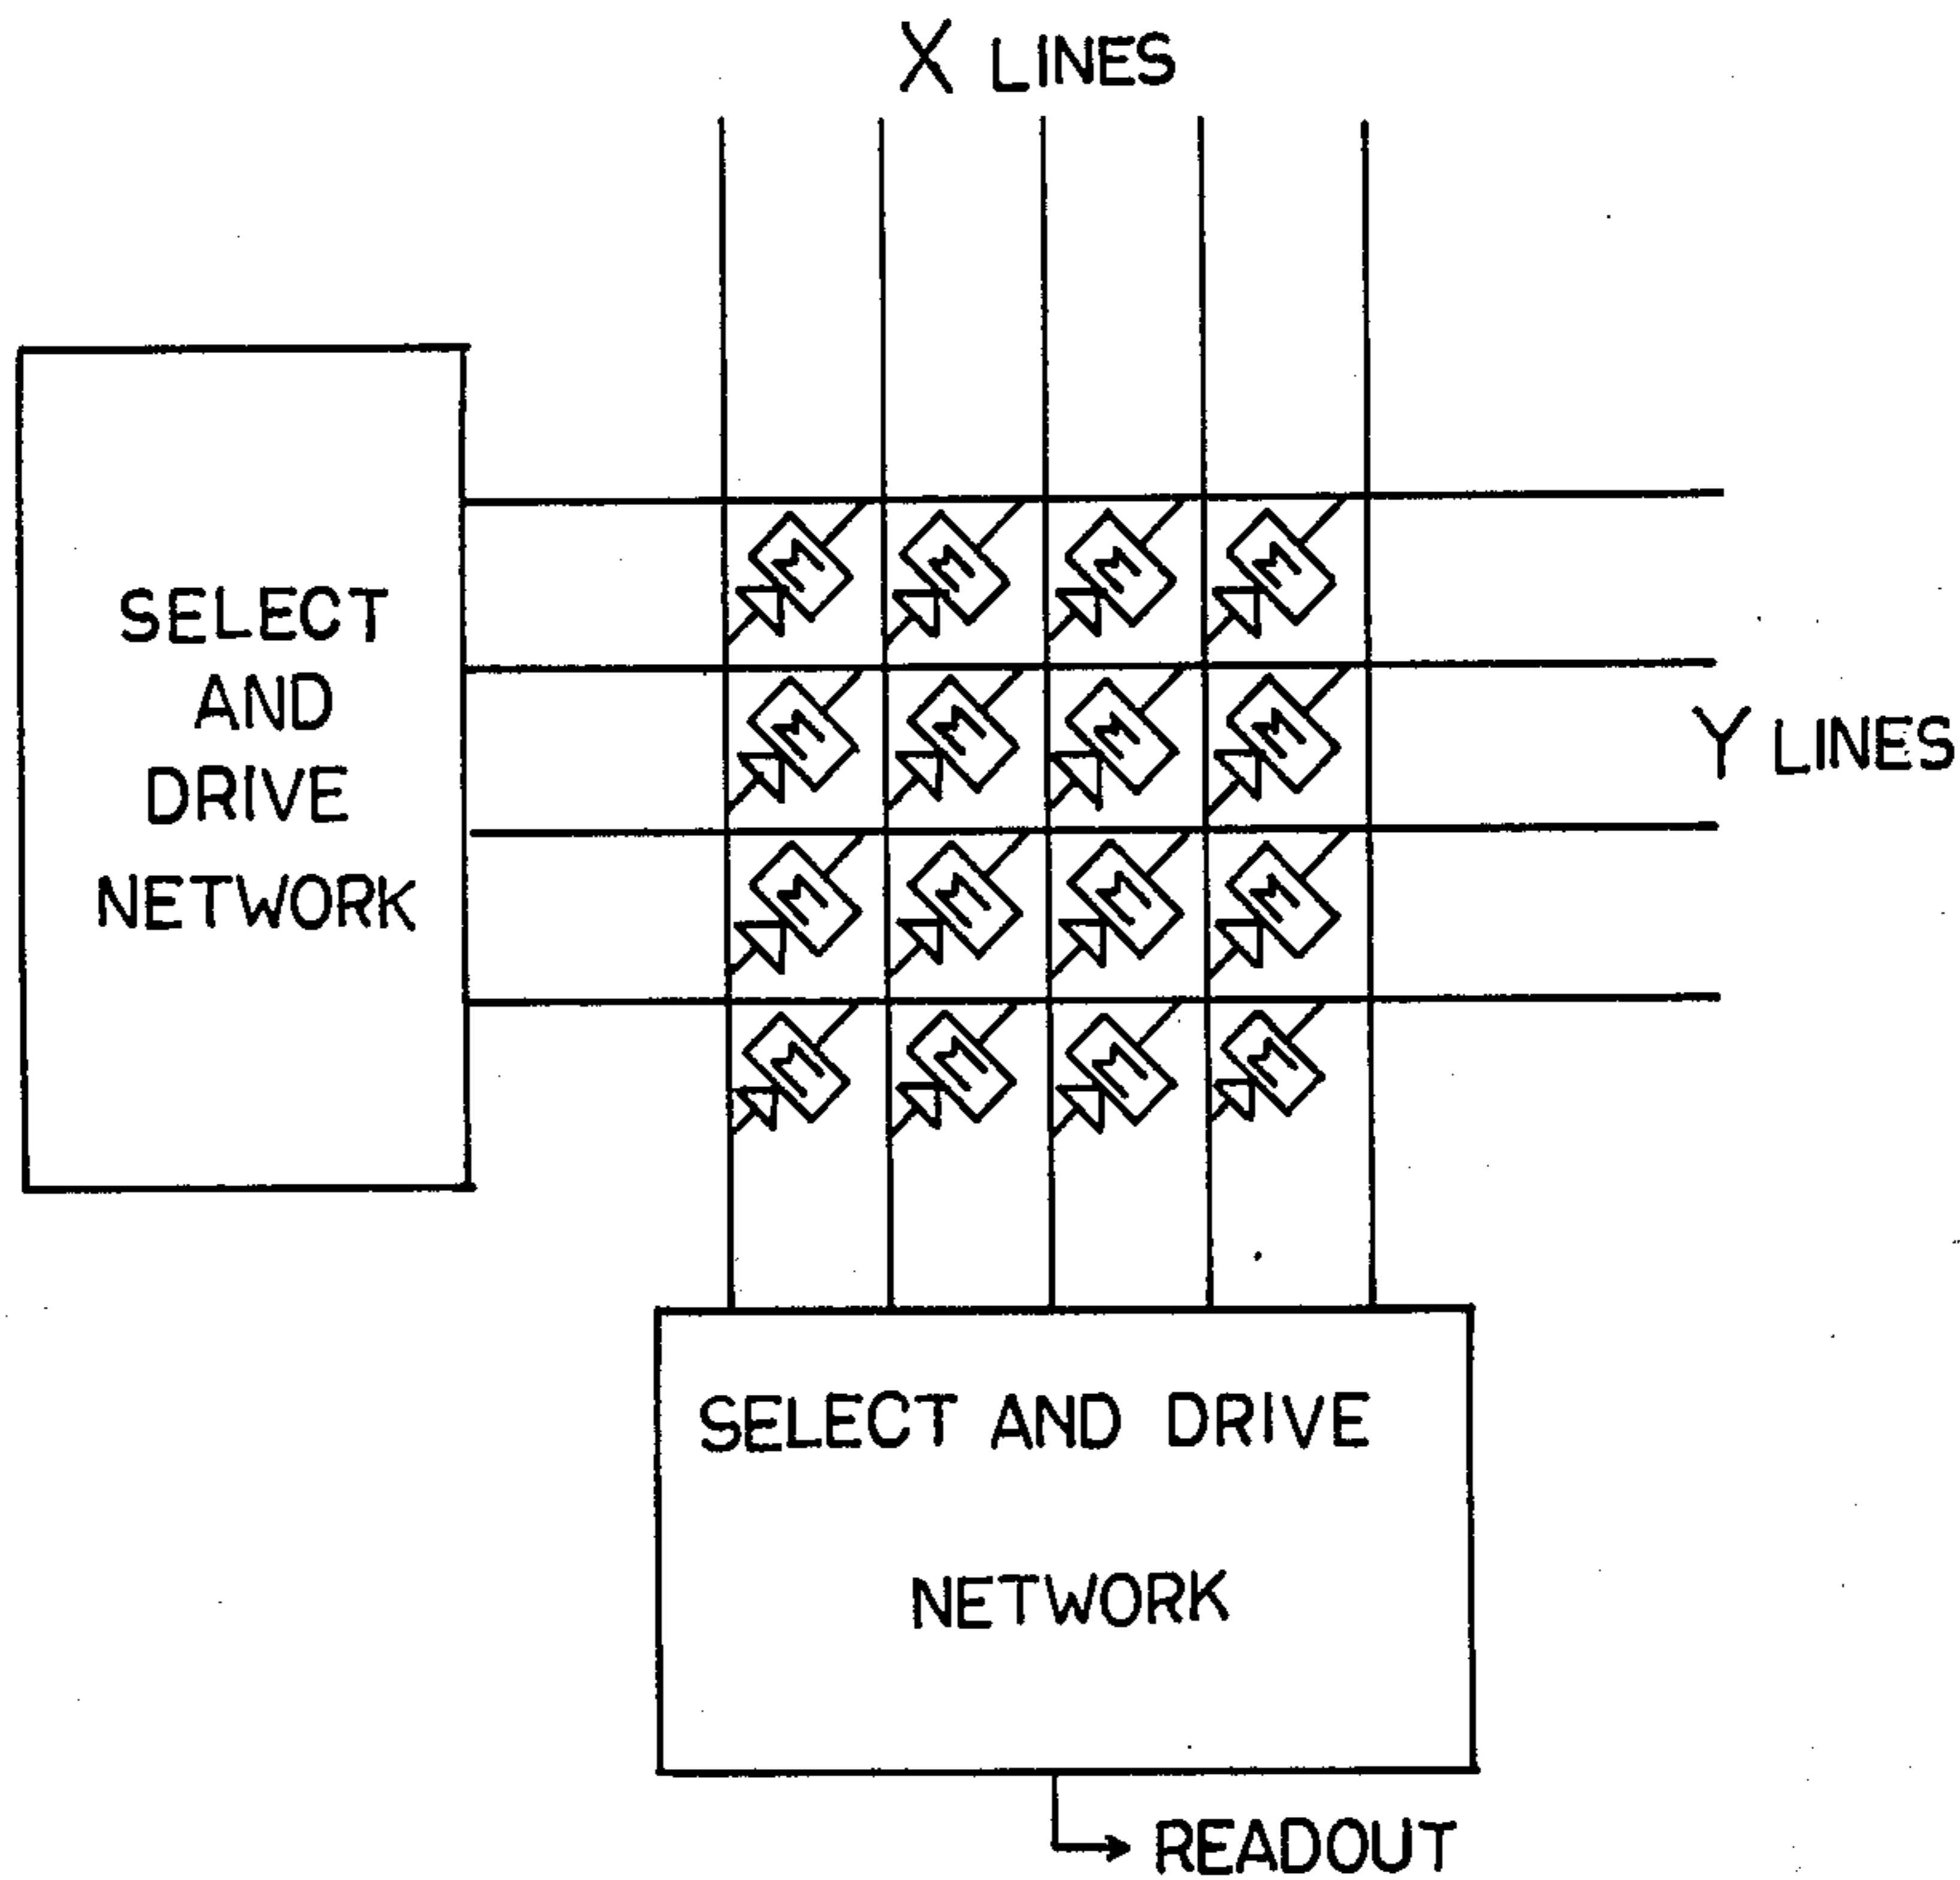 X LINES
SELECT
AND
DRIVE
NETWORK
M M M M
M M M M
Y LINES
M M M M
M M M M
SELECT AND DRIVE
NETWORK
READOUT